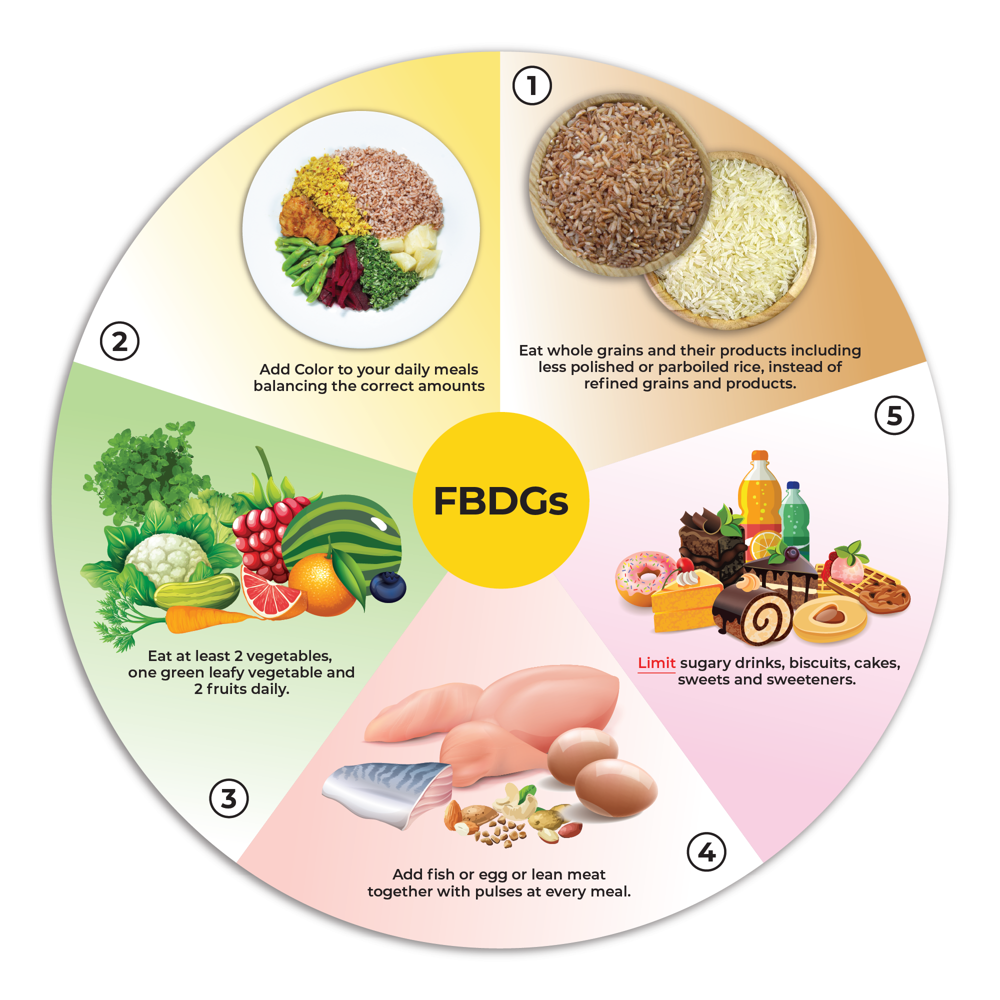 1
Eat whole grains and their products including
less polished or parboiled rice, instead of
refined grains and products.
2
Add Color to your daily meals
balancing the correct amounts
FBDGs
3
Eat at least 2 vegetables,
one green leafy vegetable and
2 fruits daily.
4
Add fish or egg or lean meat
together with pulses at every meal.
5
Limit sugary drinks, biscuits, cakes,
sweets and sweeteners.